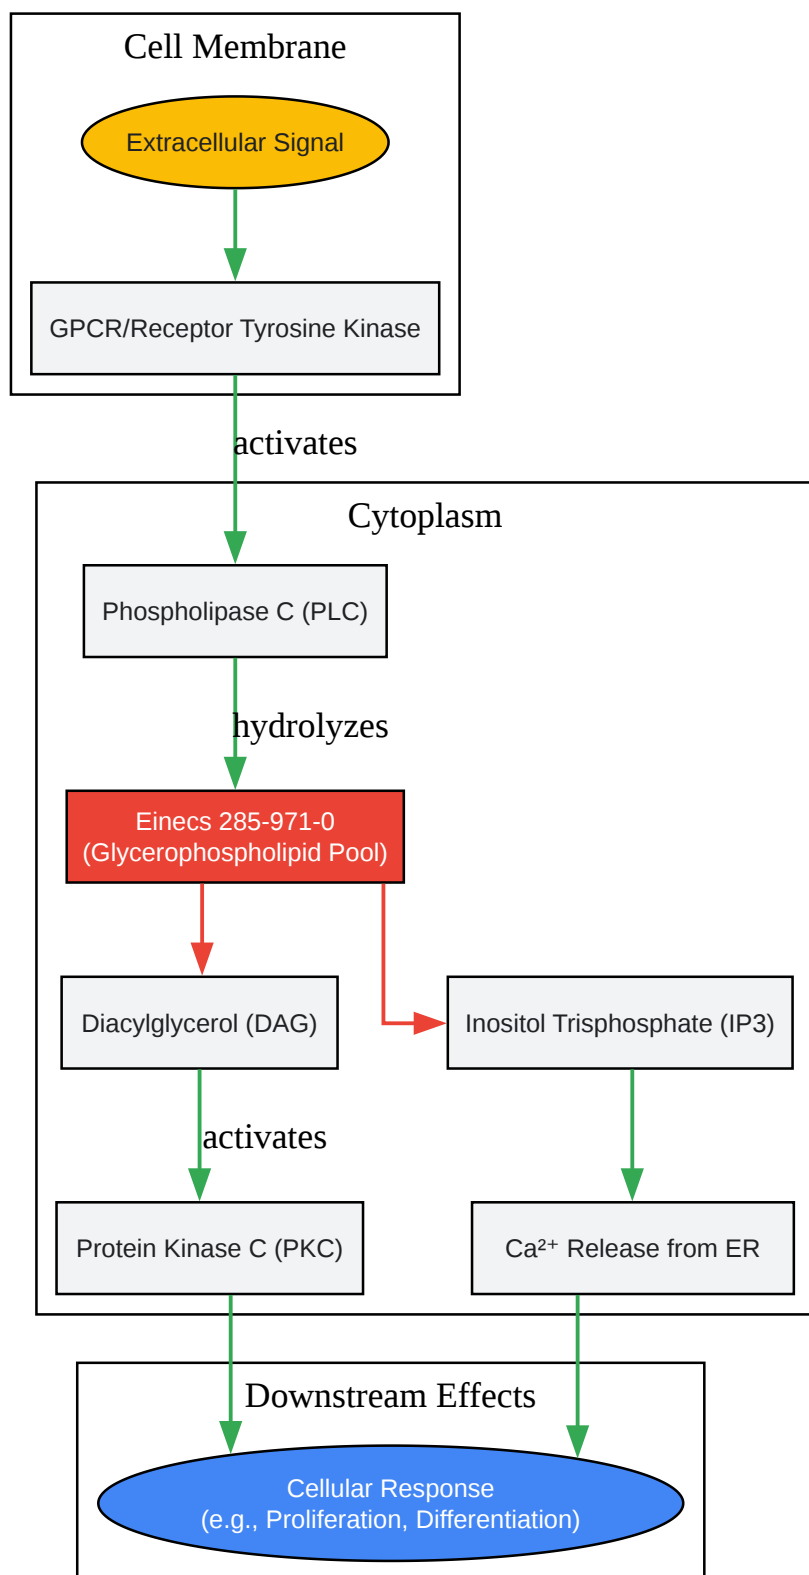 Cell Membrane
Extracellular Signal
GPCR/Receptor Tyrosine Kinase
activates
Cytoplasm
Phospholipase C (PLC)
hydrolyzes
Einecs 285-971-0
(Glycerophospholipid Pool)
Diacylglycerol (DAG)
Inositol Trisphosphate (IP3)
activates
Protein Kinase C (PKC)
Ca²⁺ Release from ER
Downstream Effects
Cellular Response
(e.g., Proliferation, Differentiation)